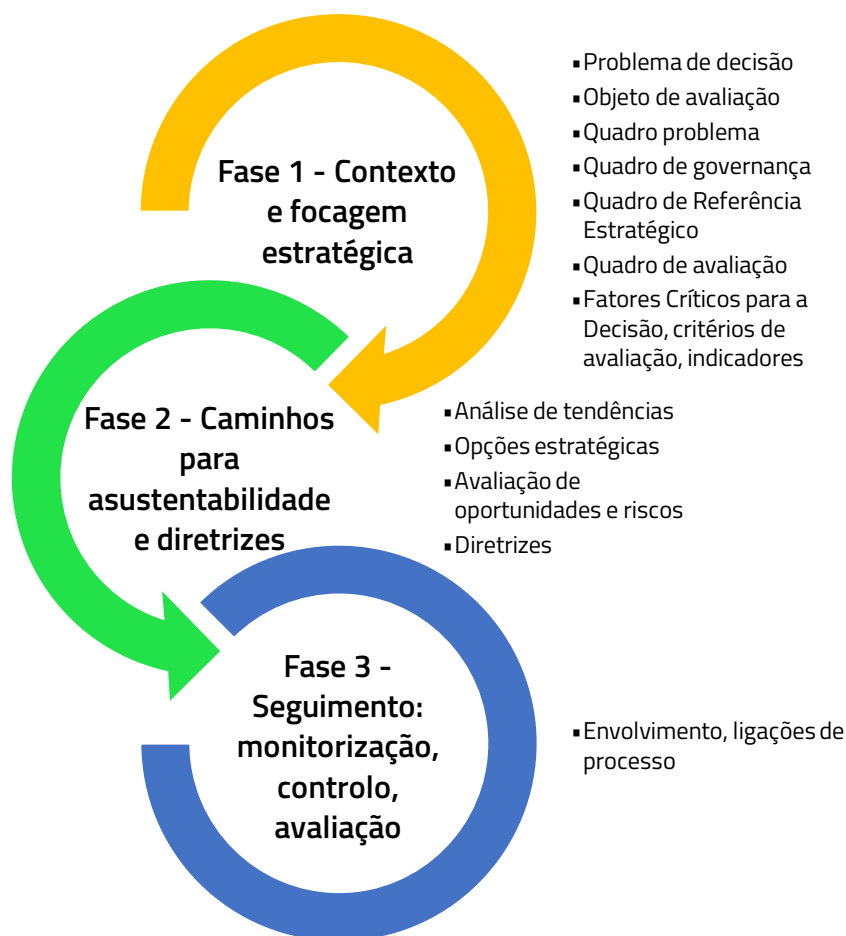 Fase 1 - Contexto
e focagem
estratégica
▪Problema de decisão
▪Objeto de avaliação
▪Quadro problema
▪Quadro de governança
▪Quadro de Referência
Estratégico
▪Quadro de avaliação
▪Fatores Críticos para a
Decisão, critérios de
avaliação, indicadores
Fase 2 - Caminhos
para
asustentabilidade
e diretrizes
▪Análise de tendências
▪Opções estratégicas
▪Avaliação de
oportunidades e riscos
▪Diretrizes
Fase 3 -
Seguimento:
monitorização,
controlo,
avaliação
▪Envolvimento, ligações de
processo